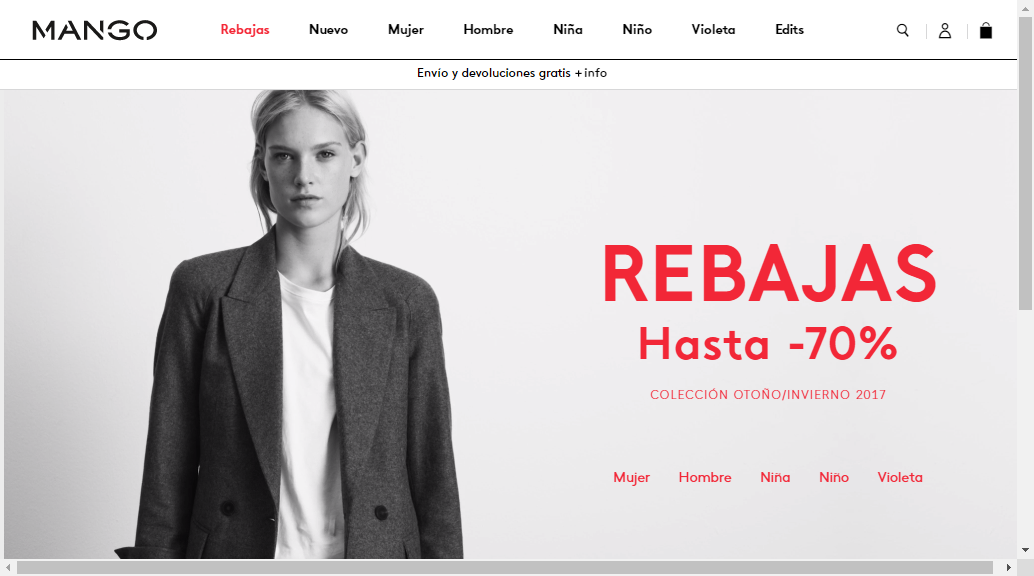 MANGO
Rebajas Nuevo Mujer Hombre Niña Niño Violeta Edits
Envío y devoluciones gratis +info
REBAJAS
Hasta -70%
COLECCIÓN OTOÑO/INVIERNO 2017
Mujer Hombre Niña Niño Violeta